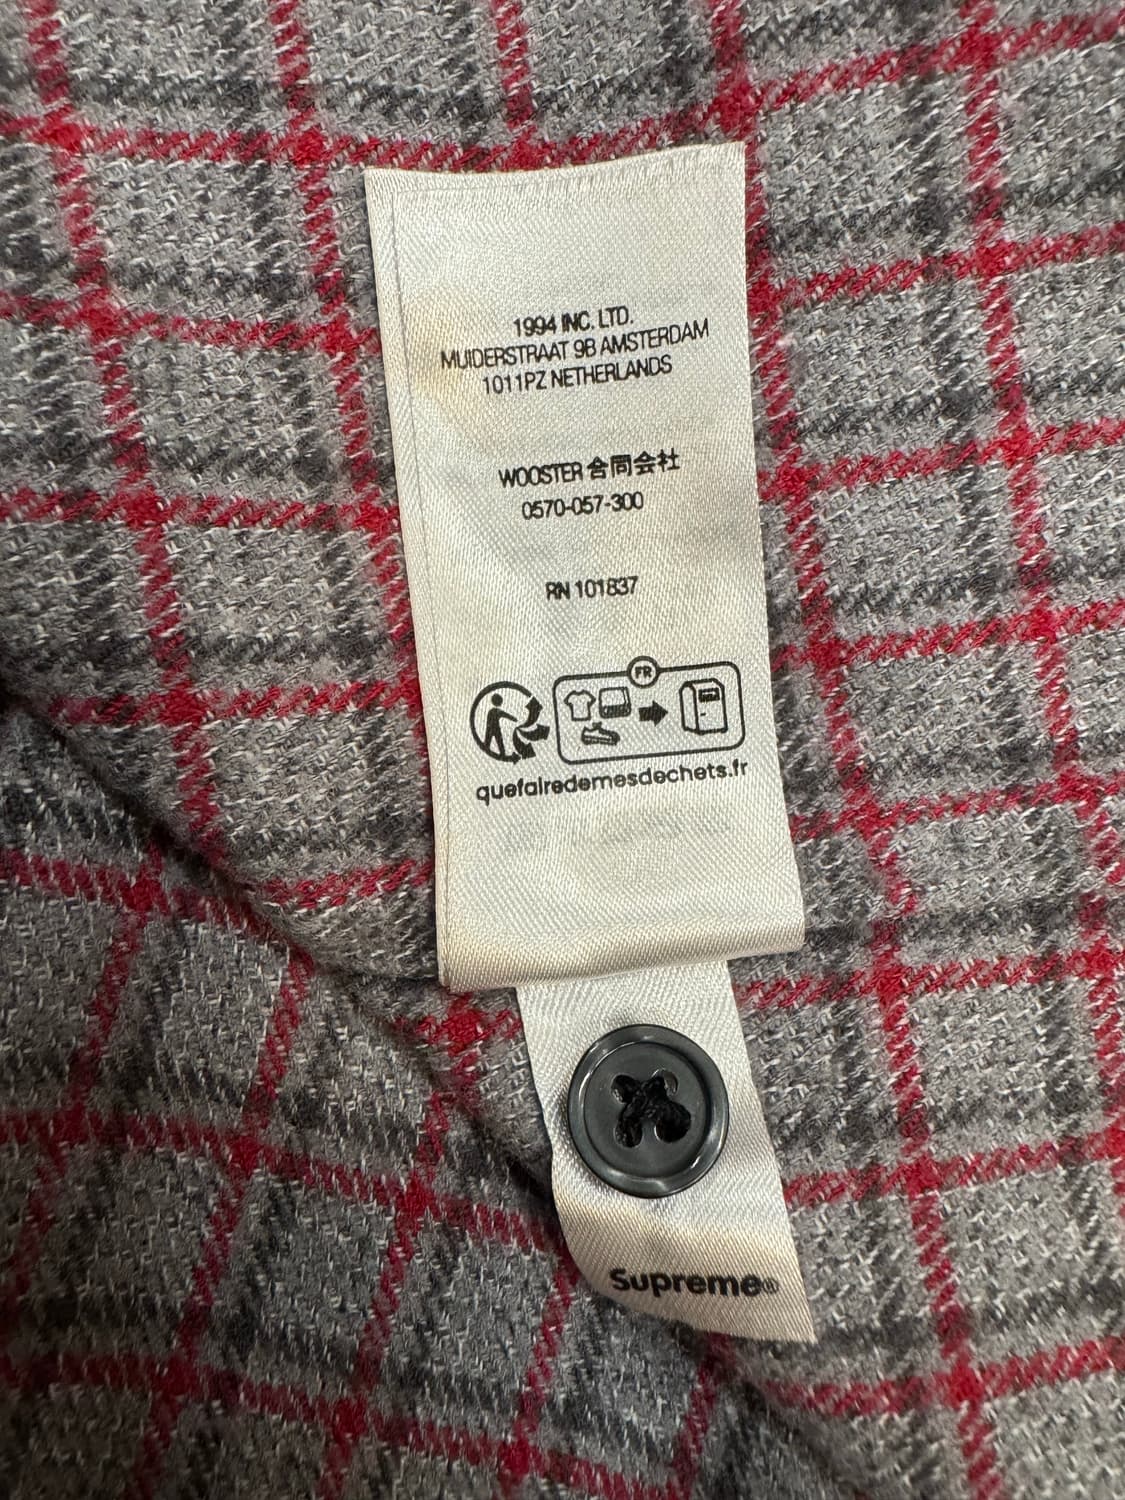 1994 INC. LTD.
MUIDERSTRAAT 9B AMSTERDAM
1011PZ NETHERLANDS
WOOSTER 合同会社
0570-057-300
RN 101837
FR
quefairedemesdechets.fr
Supreme®